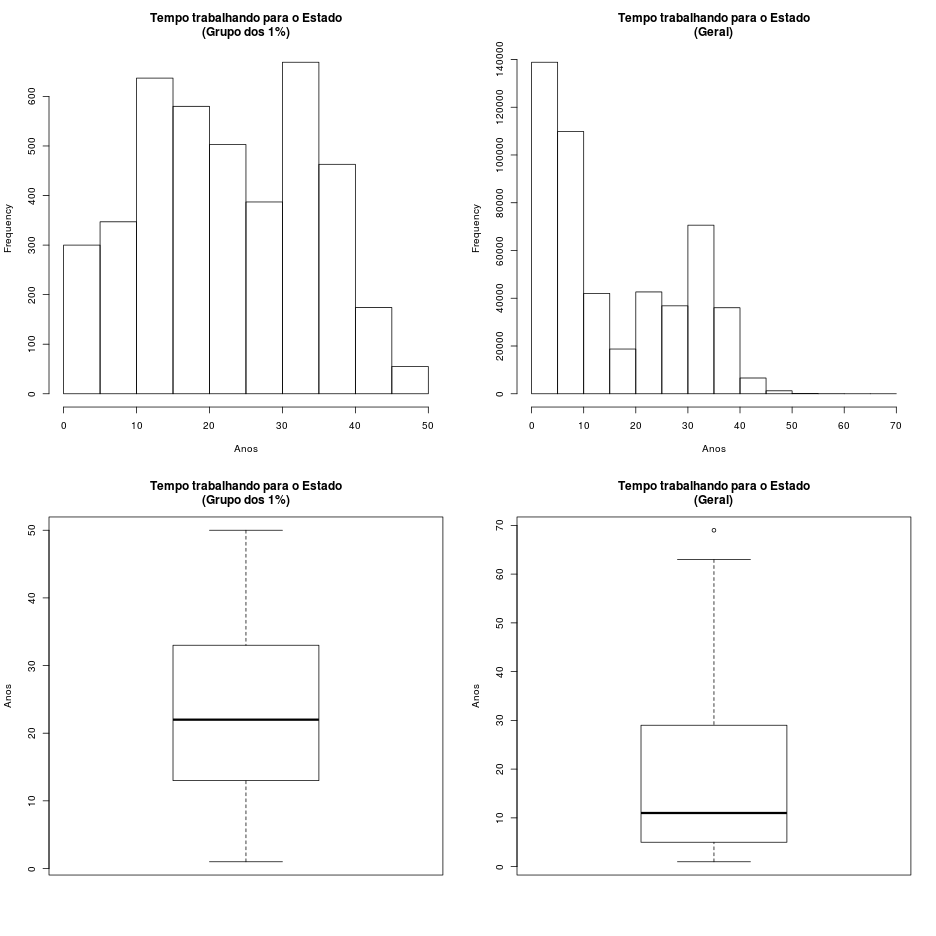 Tempo trabalhando para o Estado
(Grupo dos 1%)
Frequency
600
500
400
300
200
100
0
0 10 20 30 40 50
Anos
Tempo trabalhando para o Estado
(Geral)
Frequency
140000
120000
100000
80000
60000
40000
20000
0
0 10 20 30 40 50 60 70
Anos
Tempo trabalhando para o Estado
(Grupo dos 1%)
Anos
50
40
30
20
10
0
Tempo trabalhando para o Estado
(Geral)
Anos
70
60
50
40
30
20
10
0